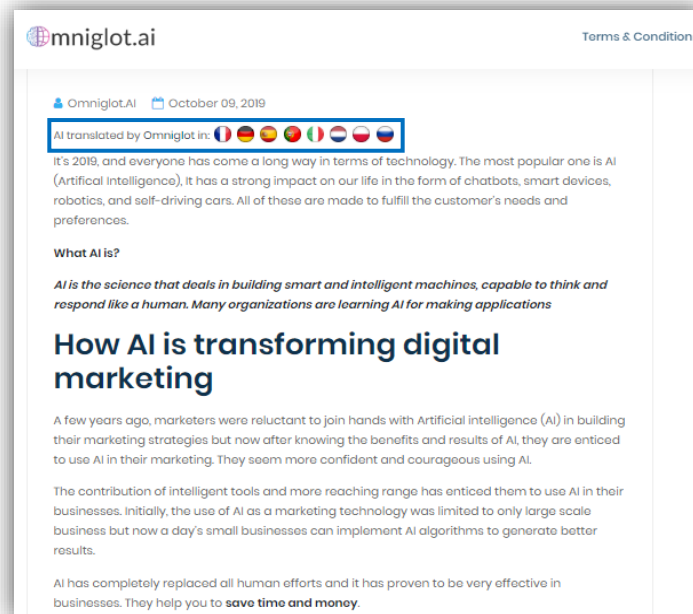 Omniglot.ai
Terms & Condition
Omniglot.AI October 09, 2019
AI translated by Omniglot in:
It's 2019, and everyone has come a long way in terms of technology. The most popular one is AI
(Artifical Intelligence), It has a strong impact on our life in the form of chatbots, smart devices,
robotics, and self-driving cars. All of these are made to fulfill the customer's needs and
preferences.
What AI is?
AI is the science that deals in building smart and intelligent machines, capable to think and
respond like a human. Many organizations are learning AI for making applications
How AI is transforming digital
marketing
A few years ago, marketers were reluctant to join hands with Artificial intelligence (AI) in building
their marketing strategies but now after knowing the benefits and results of AI, they are enticed
to use AI in their marketing. They seem more confident and courageous using AI.
The contribution of intelligent tools and more reaching range has enticed them to use AI in their
businesses. Initially, the use of AI as a marketing technology was limited to only large scale
business but now a day's small businesses can implement AI algorithms to generate better
results.
AI has completely replaced all human efforts and it has proven to be very effective in
businesses. They help you to save time and money.